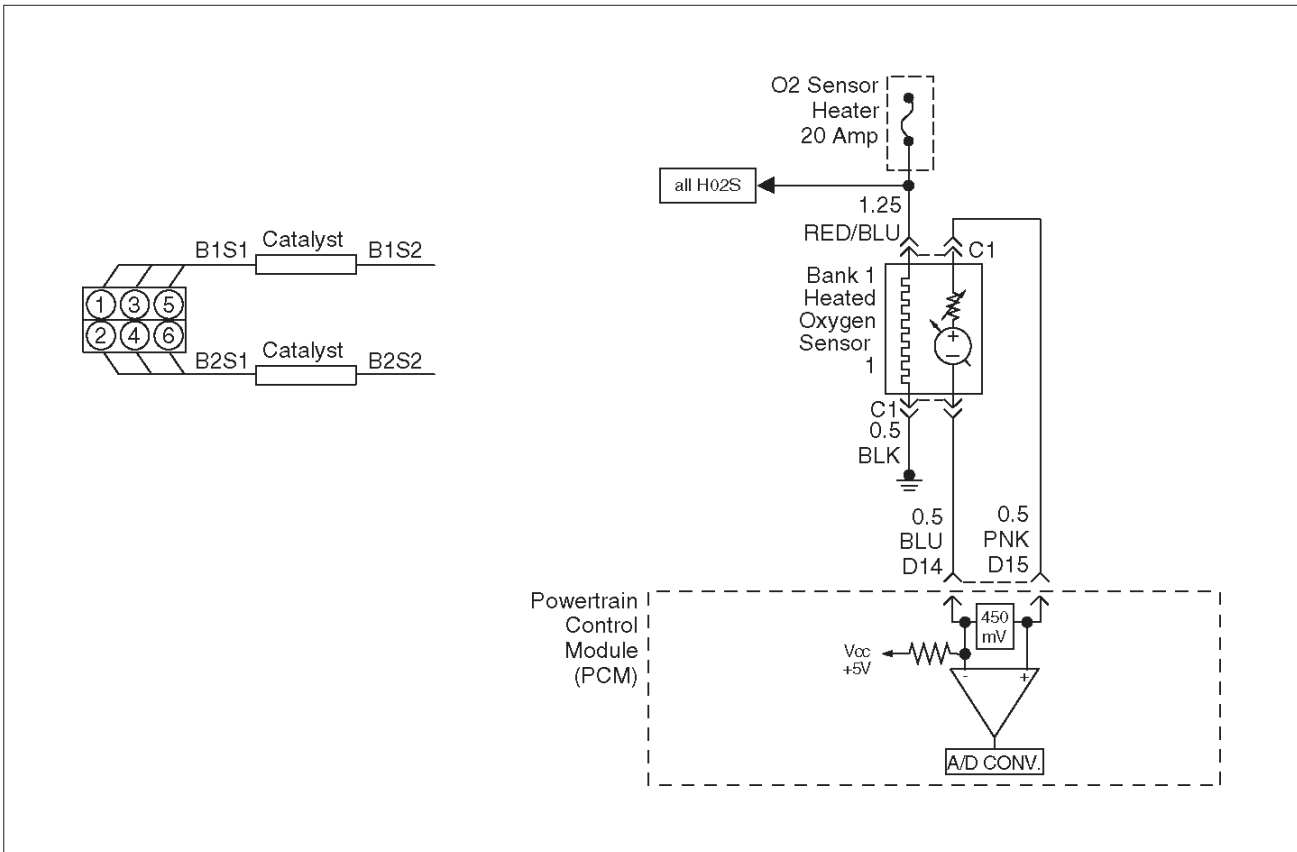 O2 Sensor
Heater
20 Amp
all H02S
1.25
RED/BLU
C1
B1S1
Catalyst
B1S2
1
3
5
2
4
6
B2S1
Catalyst
B2S2
Bank 1
Heated
Oxygen
Sensor
1
+
−
C1
0.5
BLK
0.5
BLU
D14
0.5
PNK
D15
Powertrain
Control
Module
(PCM)
450
mV
Vcc
+5V
-
+
A/D CONV.